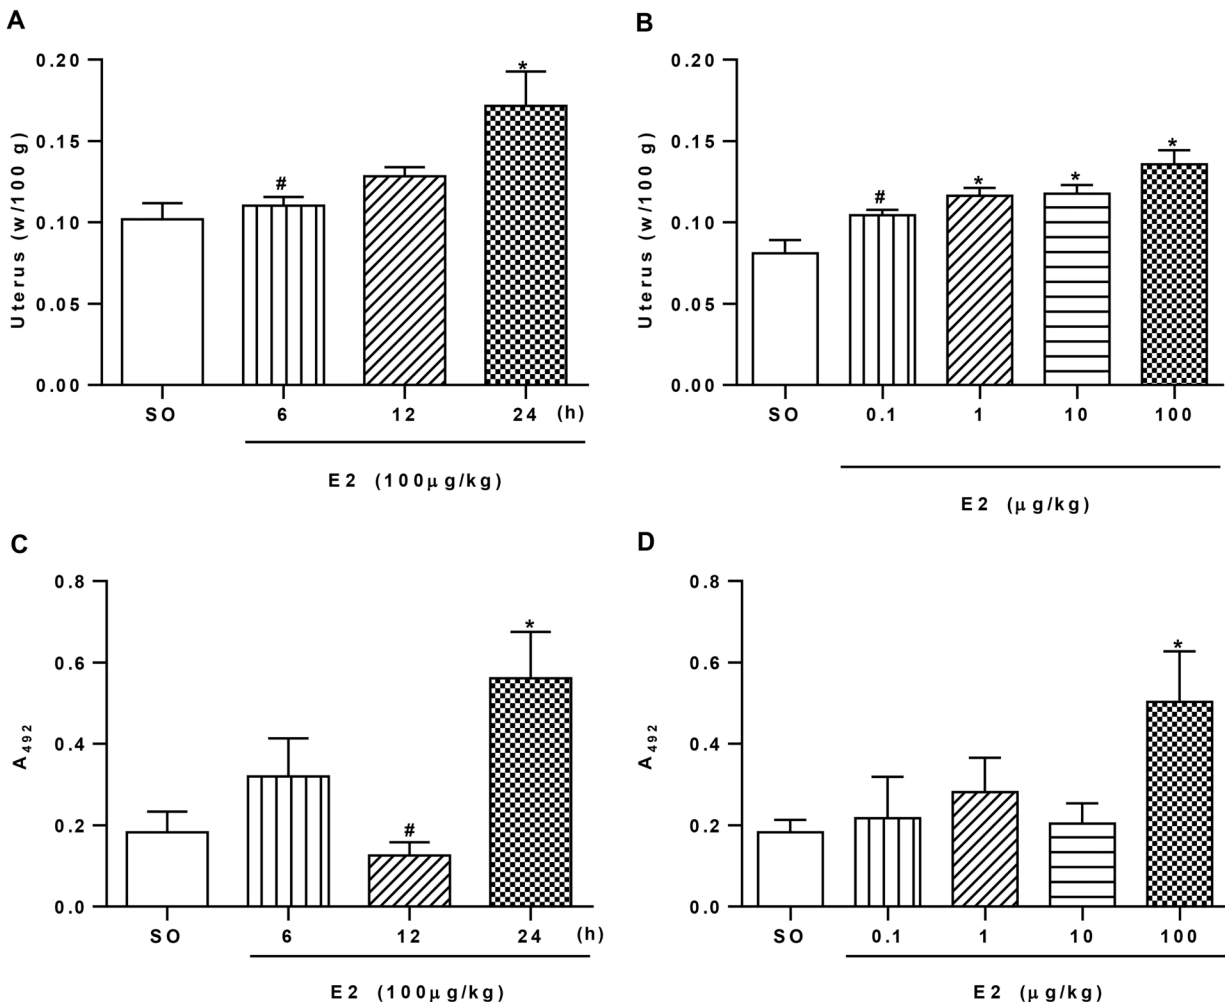 A
Uterus (w/100 g)
0.20
0.15
0.10
0.05
0.00
#
*
SO 6 12 24 (h)
E2 (100μg/kg)
B
Uterus (w/100 g)
0.20
0.15
0.10
0.05
0.00
#
*
*
*
SO 0.1 1 10 100
E2 (μg/kg)
C
A492
0.8
0.6
0.4
0.2
0.0
#
*
SO 6 12 24 (h)
E2 (100μg/kg)
D
A492
0.8
0.6
0.4
0.2
0.0
*
SO 0.1 1 10 100
E2 (μg/kg)